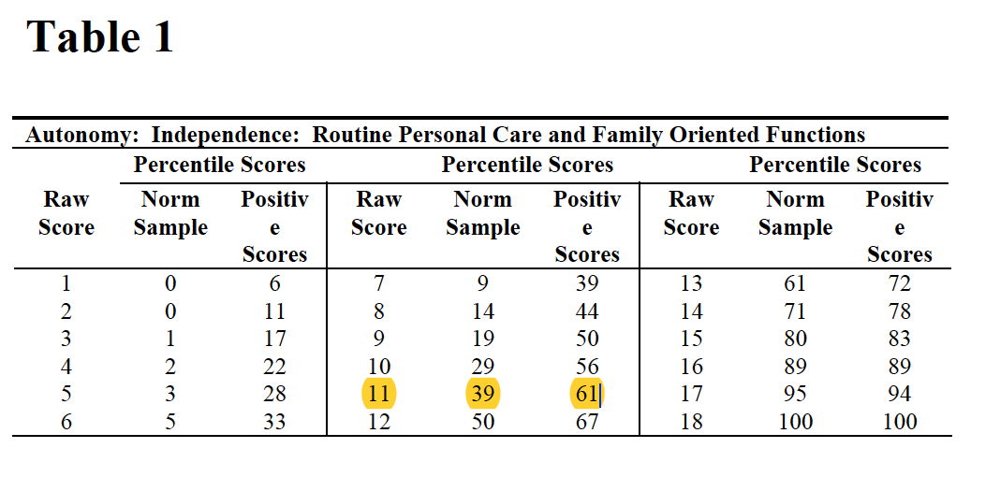 Table 1
Autonomy: Independence: Routine Personal Care and Family Oriented Functions
Percentile Scores Percentile Scores Percentile Scores
Raw Norm Positiv Raw Norm Positiv Raw Norm Positiv
Score Sample e Score Sample e Score Sample e
Scores Scores Scores
1 0 6 7 9 39 13 61 72
2 0 11 8 14 44 14 71 78
3 1 17 9 19 50 15 80 83
4 2 22 10 29 56 16 89 89
5 3 28 11 39 61 17 95 94
6 5 33 12 50 67 18 100 100